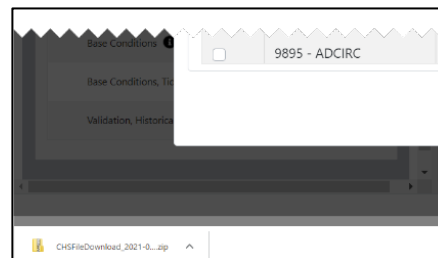 Base Conditions
9895 - ADCIRC
Base Conditions, Tic
Validation, Historica
CHSFileDownload_2021-0....zip